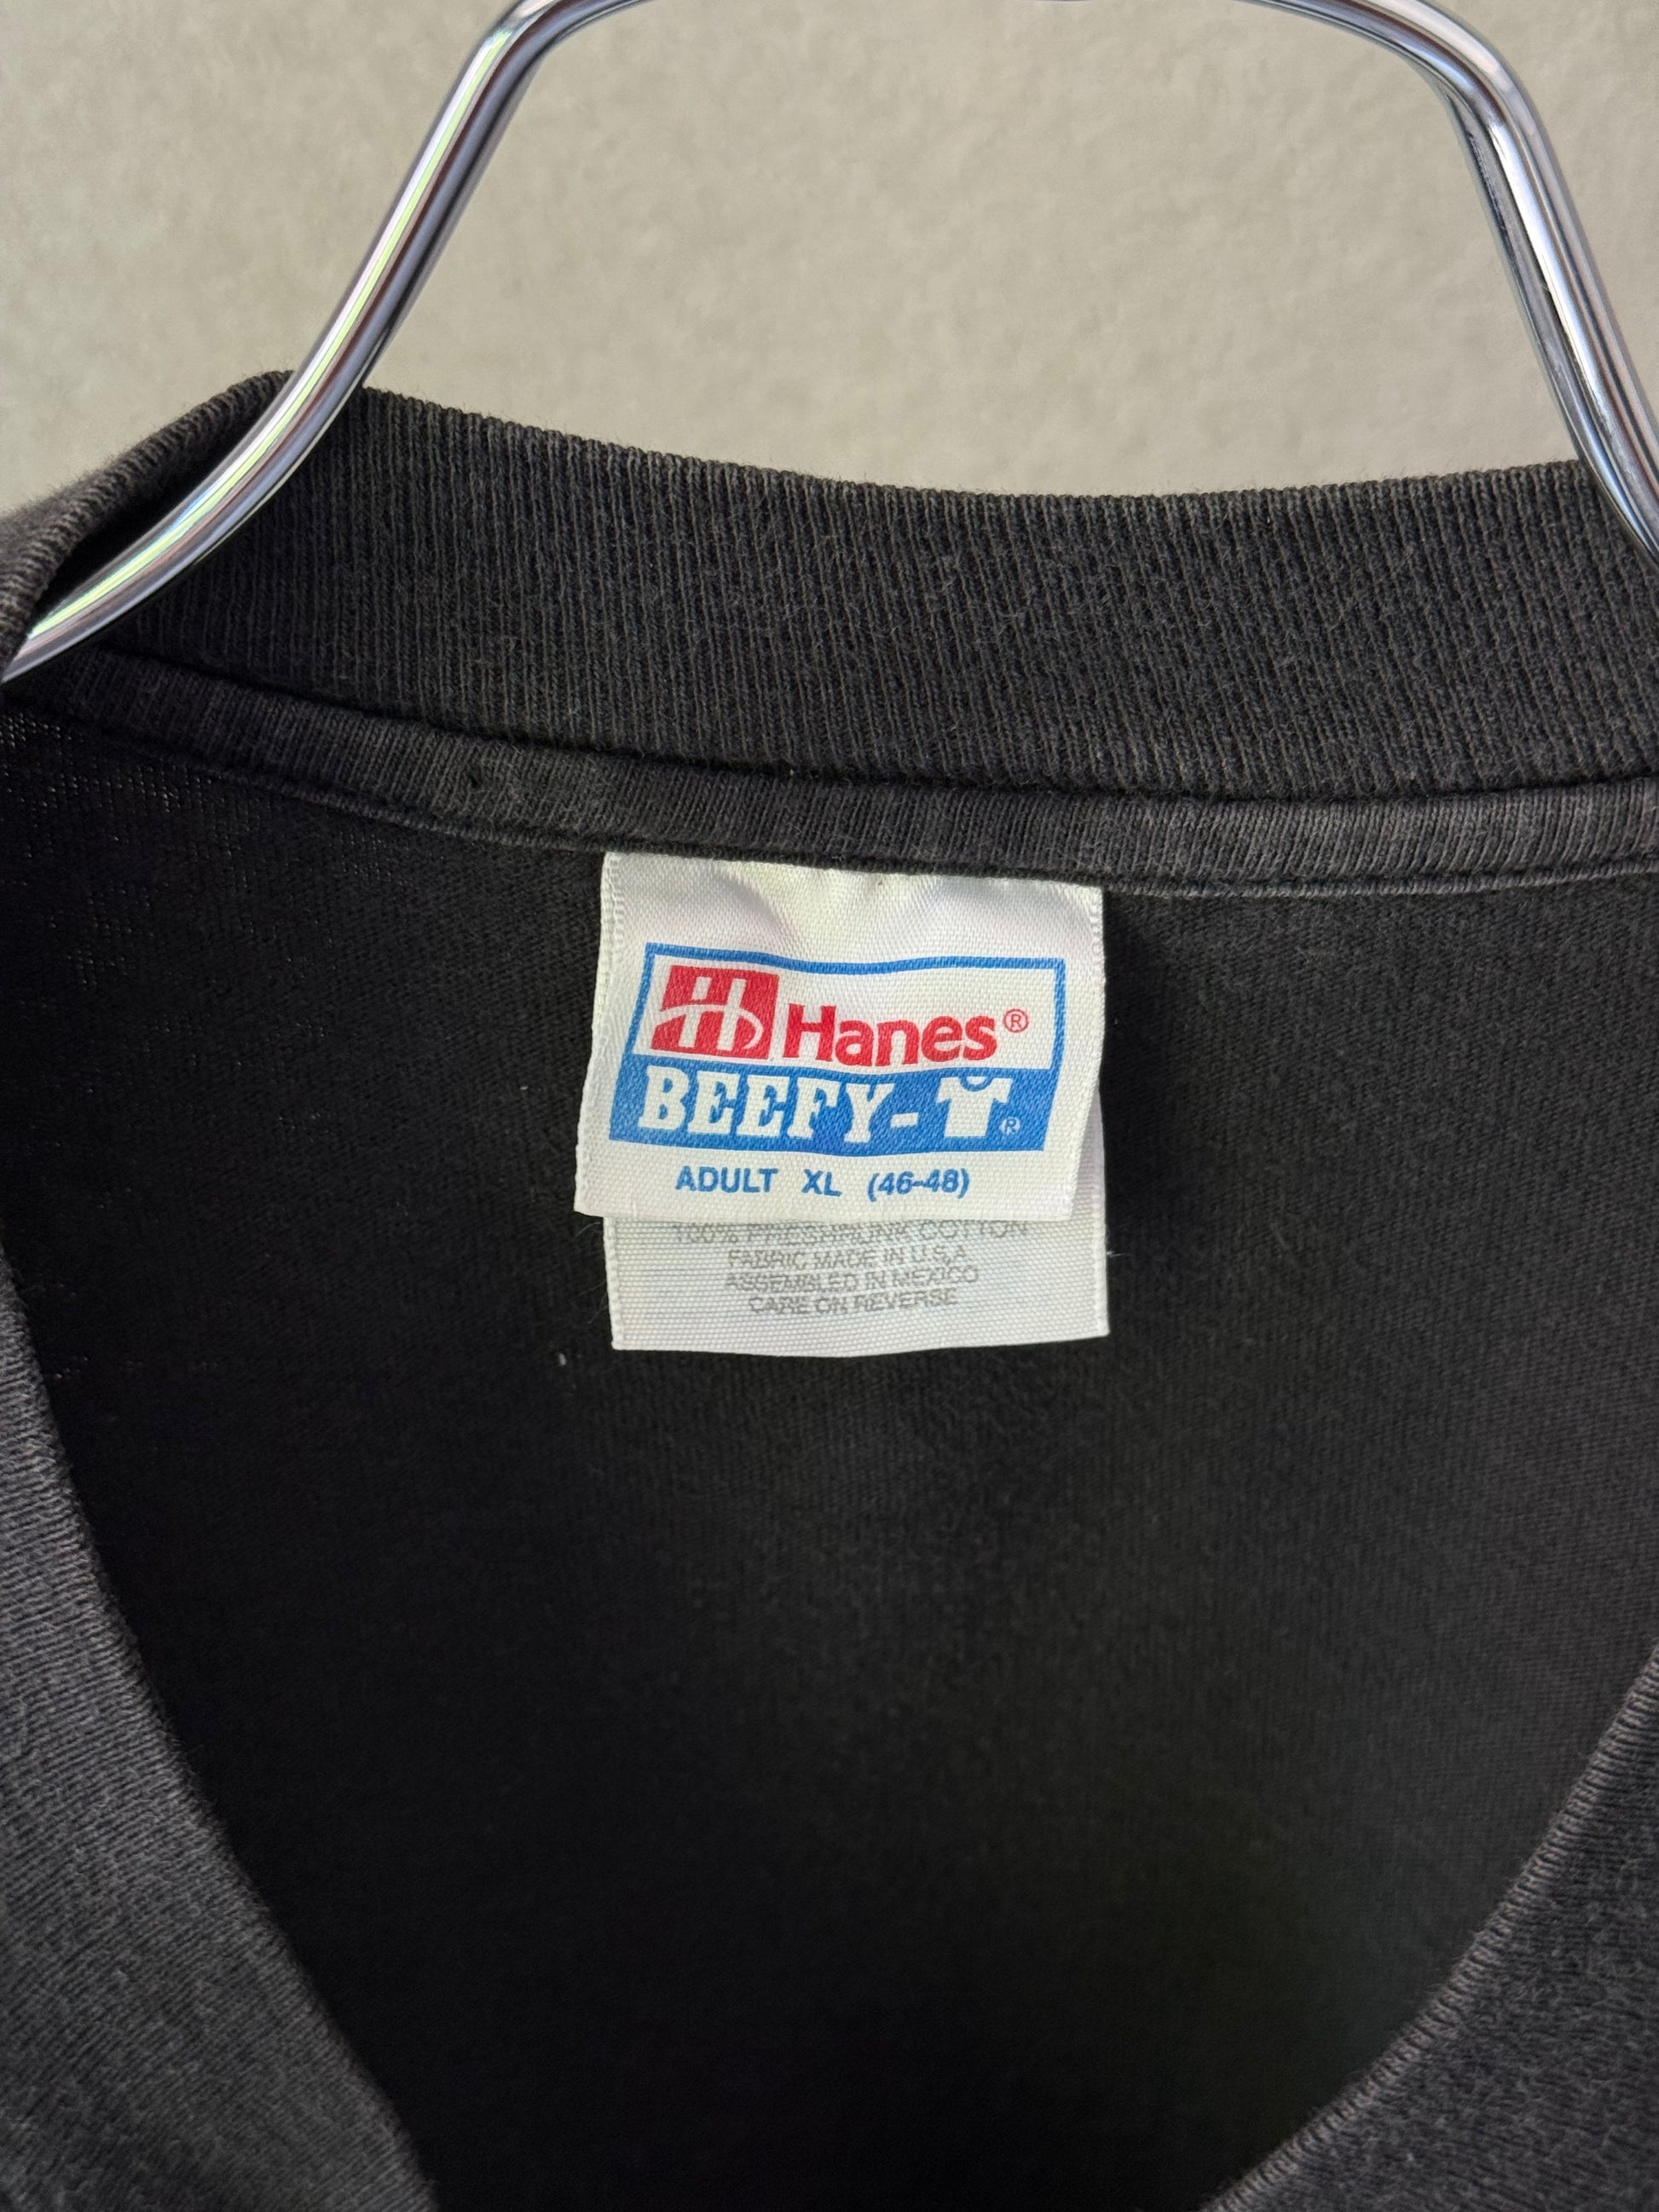 Hanes®
BEEFY-T®
ADULT XL (46-48)
100% PRESHRUNK COTTON
FABRIC MADE IN U.S.A.
ASSEMBLED IN MEXICO
CARE ON REVERSE